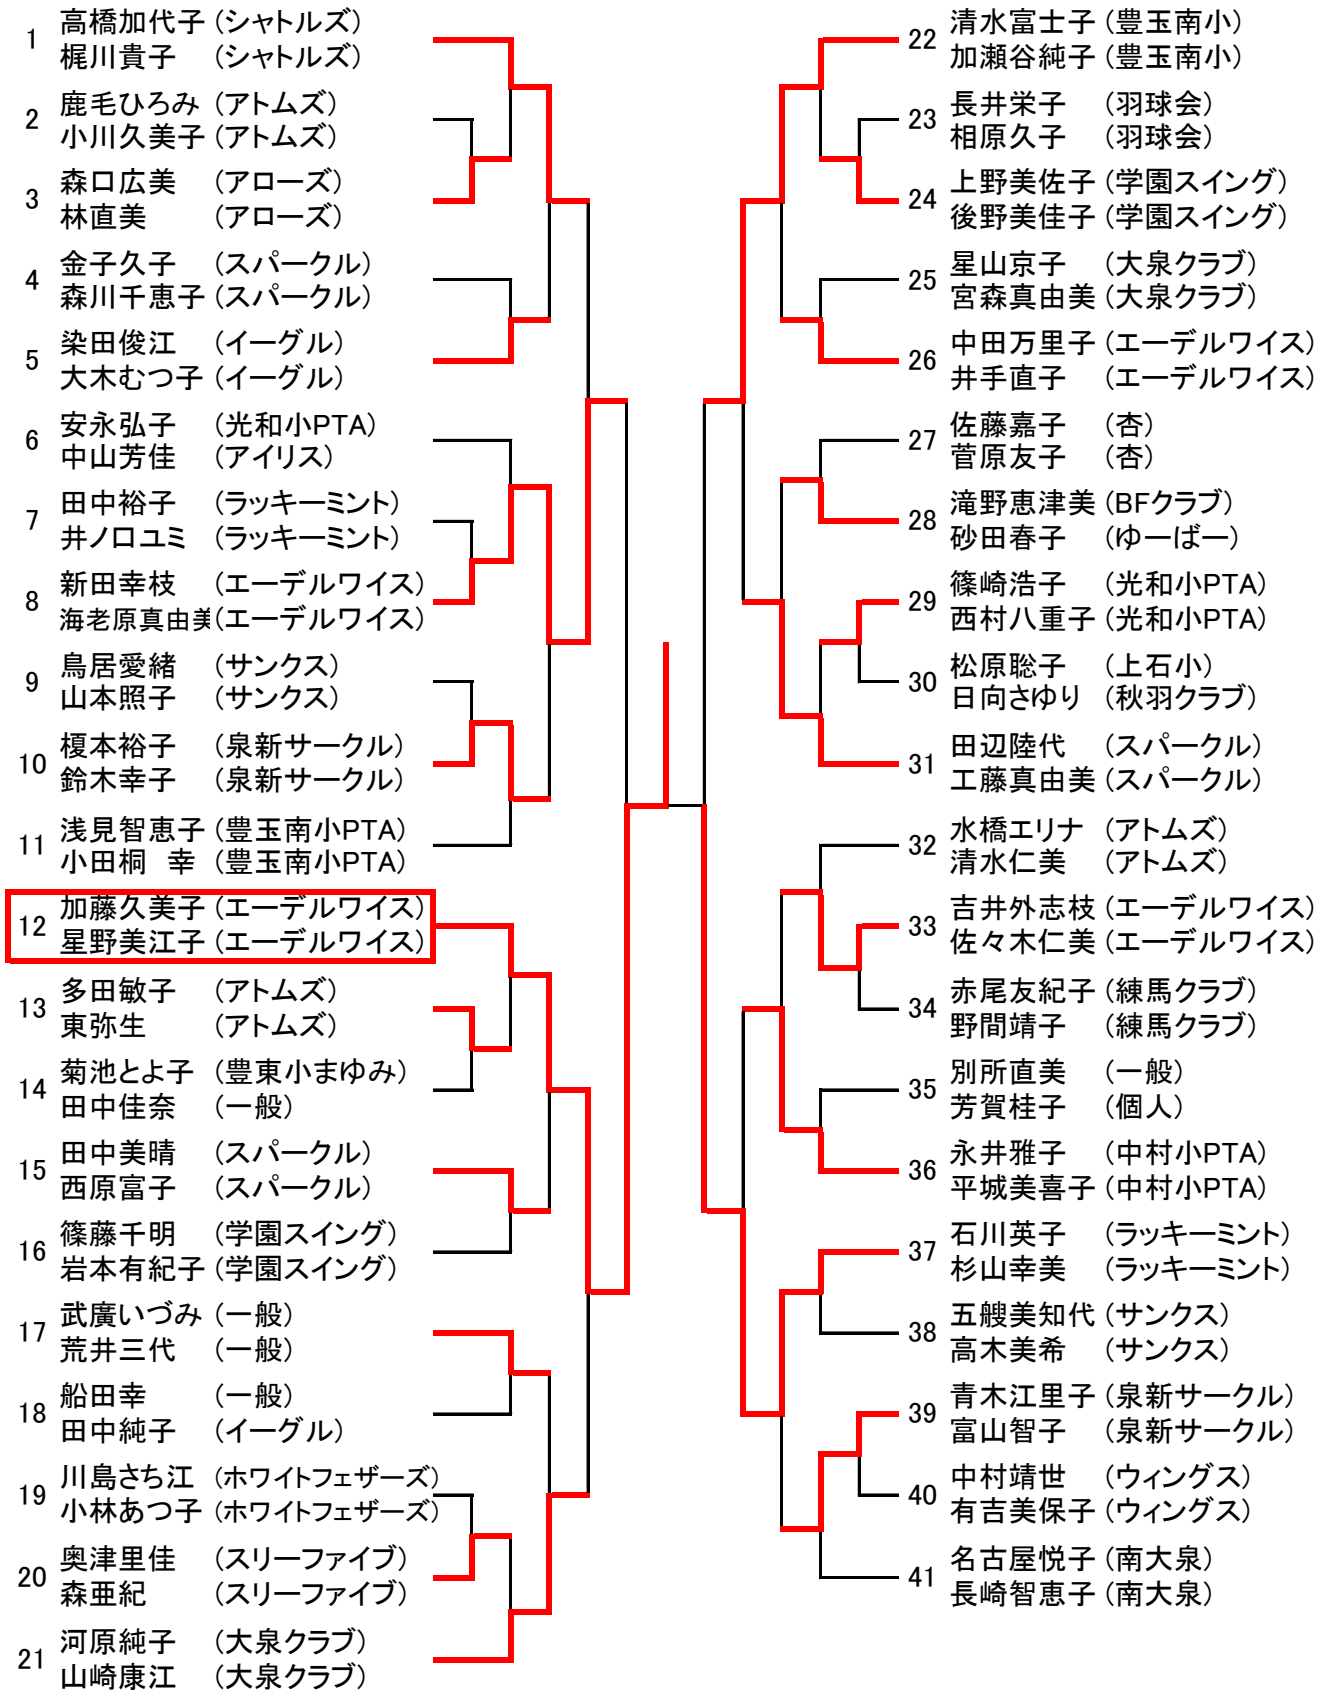 1
高橋加代子 (シャトルズ)
梶川貴子 (シャトルズ)
2
鹿毛ひろみ (アトムズ)
小川久美子 (アトムズ)
3
森口広美 (アローズ)
林直美 (アローズ)
4
金子久子 (スパークル)
森川千恵子 (スパークル)
5
染田俊江 (イーグル)
大木むつ子 (イーグル)
6
安永弘子 (光和小PTA)
中山芳佳 (アイリス)
7
田中裕子 (ラッキーミント)
井ノ口ユミ (ラッキーミント)
8
新田幸枝 (エーデルワイス)
海老原真由美 (エーデルワイス)
9
鳥居愛緒 (サンクス)
山本照子 (サンクス)
10
榎本裕子 (泉新サークル)
鈴木幸子 (泉新サークル)
11
浅見智恵子 (豊玉南小PTA)
小田桐 幸 (豊玉南小PTA)
12
加藤久美子 (エーデルワイス)
星野美江子 (エーデルワイス)
13
多田敏子 (アトムズ)
東弥生 (アトムズ)
14
菊池とよ子 (豊東小まゆみ)
田中佳奈 (一般)
15
田中美晴 (スパークル)
西原富子 (スパークル)
16
篠藤千明 (学園スイング)
岩本有紀子 (学園スイング)
17
武廣いづみ (一般)
荒井三代 (一般)
18
船田幸 (一般)
田中純子 (イーグル)
19
川島さち江 (ホワイトフェザーズ)
小林あつ子 (ホワイトフェザーズ)
20
奥津里佳 (スリーファイブ)
森亜紀 (スリーファイブ)
21
河原純子 (大泉クラブ)
山崎康江 (大泉クラブ)
22
清水富士子 (豊玉南小)
加瀬谷純子 (豊玉南小)
23
長井栄子 (羽球会)
相原久子 (羽球会)
24
上野美佐子 (学園スイング)
後野美佳子 (学園スイング)
25
星山京子 (大泉クラブ)
宮森真由美 (大泉クラブ)
26
中田万里子 (エーデルワイス)
井手直子 (エーデルワイス)
27
佐藤嘉子 (杏)
菅原友子 (杏)
28
滝野恵津美 (BFクラブ)
砂田春子 (ゆーばー)
29
篠崎浩子 (光和小PTA)
西村八重子 (光和小PTA)
30
松原聡子 (上石小)
日向さゆり (秋羽クラブ)
31
田辺陸代 (スパークル)
工藤真由美 (スパークル)
32
水橋エリナ (アトムズ)
清水仁美 (アトムズ)
33
吉井外志枝 (エーデルワイス)
佐々木仁美 (エーデルワイス)
34
赤尾友紀子 (練馬クラブ)
野間靖子 (練馬クラブ)
35
別所直美 (一般)
芳賀桂子 (個人)
36
永井雅子 (中村小PTA)
平城美喜子 (中村小PTA)
37
石川英子 (ラッキーミント)
杉山幸美 (ラッキーミント)
38
五艘美知代 (サンクス)
高木美希 (サンクス)
39
青木江里子 (泉新サークル)
富山智子 (泉新サークル)
40
中村靖世 (ウィングス)
有吉美保子 (ウィングス)
41
名古屋悦子 (南大泉)
長崎智恵子 (南大泉)